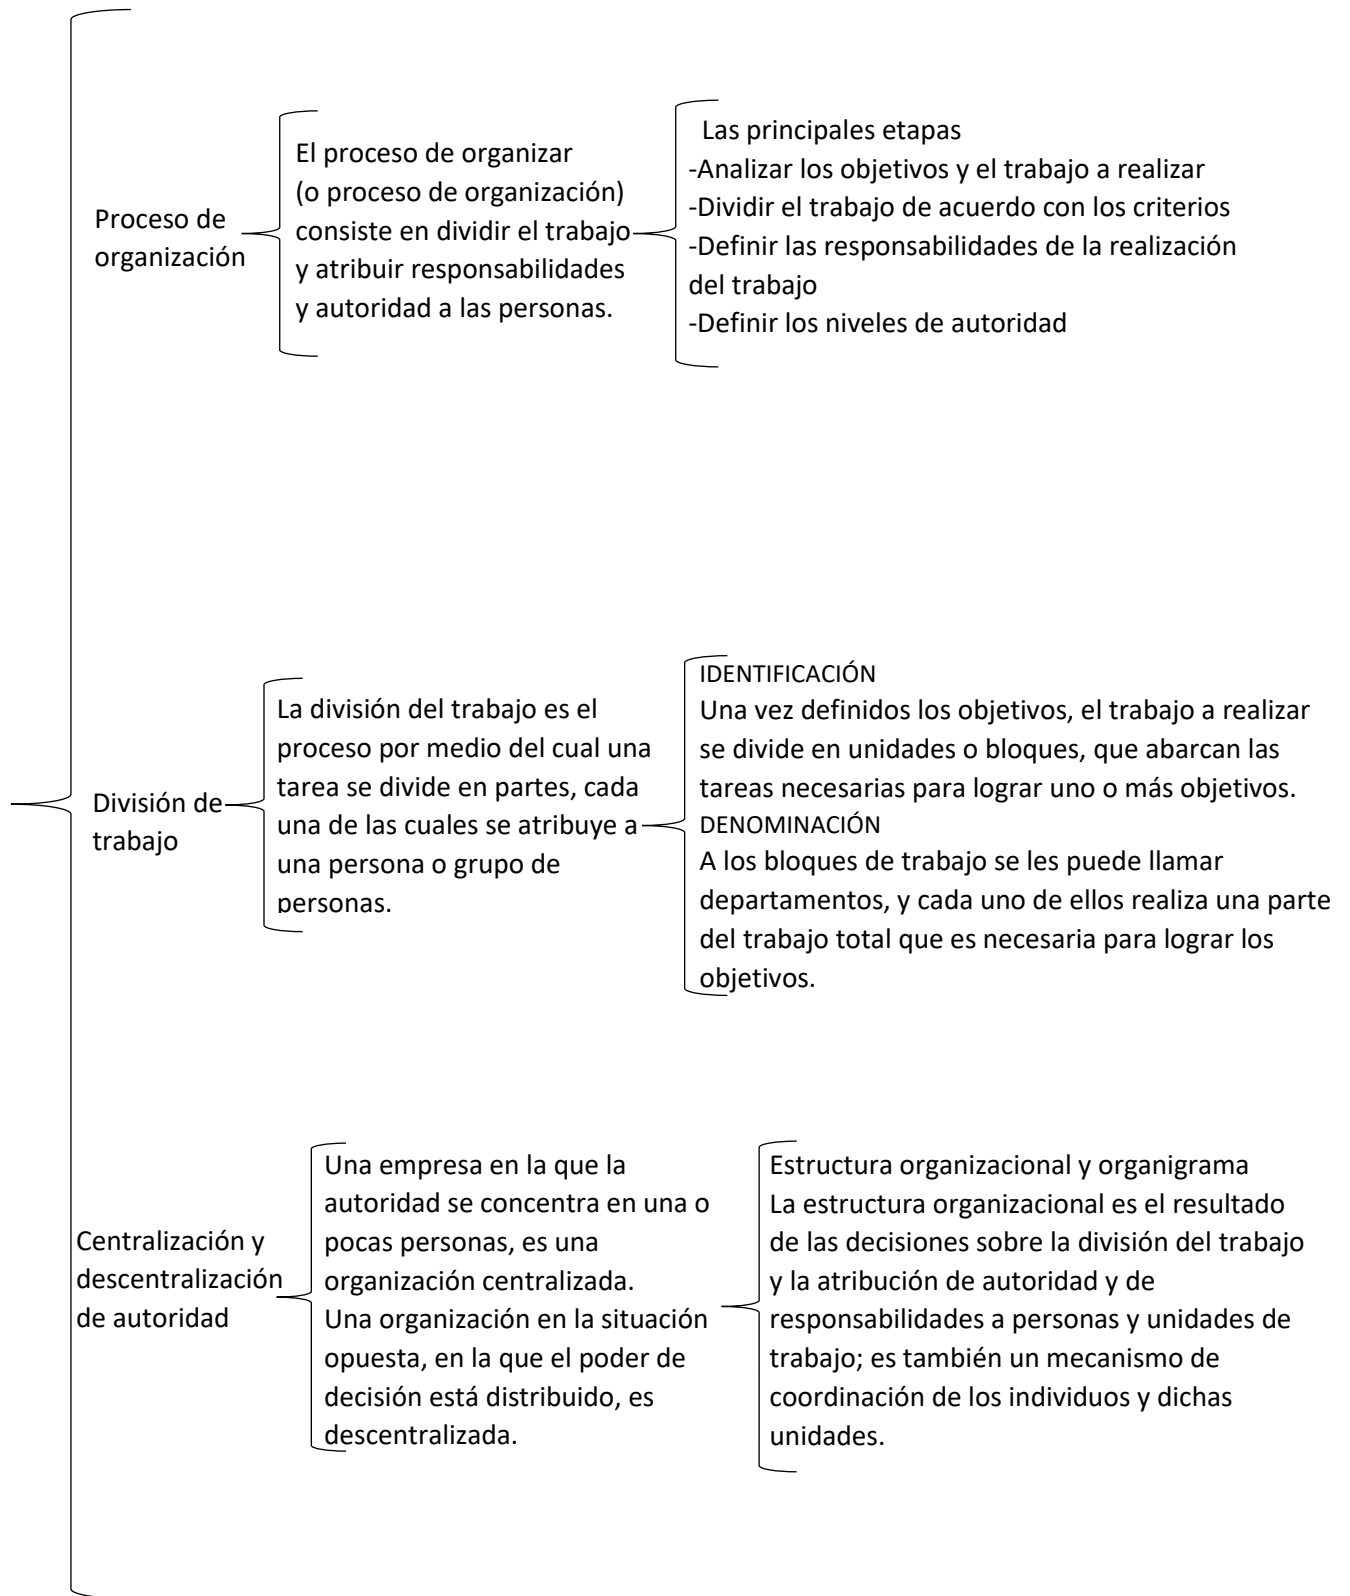 Proceso de
organización
El proceso de organizar
(o proceso de organización)
consiste en dividir el trabajo
y atribuir responsabilidades
y autoridad a las personas.
Las principales etapas
-Analizar los objetivos y el trabajo a realizar
-Dividir el trabajo de acuerdo con los criterios
-Definir las responsabilidades de la realización
del trabajo
-Definir los niveles de autoridad
División de
trabajo
La división del trabajo es el
proceso por medio del cual una
tarea se divide en partes, cada
una de las cuales se atribuye a
una persona o grupo de
personas.
IDENTIFICACIÓN
Una vez definidos los objetivos, el trabajo a realizar
se divide en unidades o bloques, que abarcan las
tareas necesarias para lograr uno o más objetivos.
DENOMINACIÓN
A los bloques de trabajo se les puede llamar
departamentos, y cada uno de ellos realiza una parte
del trabajo total que es necesaria para lograr los
objetivos.
Centralización y
descentralización
de autoridad
Una empresa en la que la
autoridad se concentra en una o
pocas personas, es una
organización centralizada.
Una organización en la situación
opuesta, en la que el poder de
decisión está distribuido, es
descentralizada.
Estructura organizacional y organigrama
La estructura organizacional es el resultado
de las decisiones sobre la división del trabajo
y la atribución de autoridad y de
responsabilidades a personas y unidades de
trabajo; es también un mecanismo de
coordinación de los individuos y dichas
unidades.